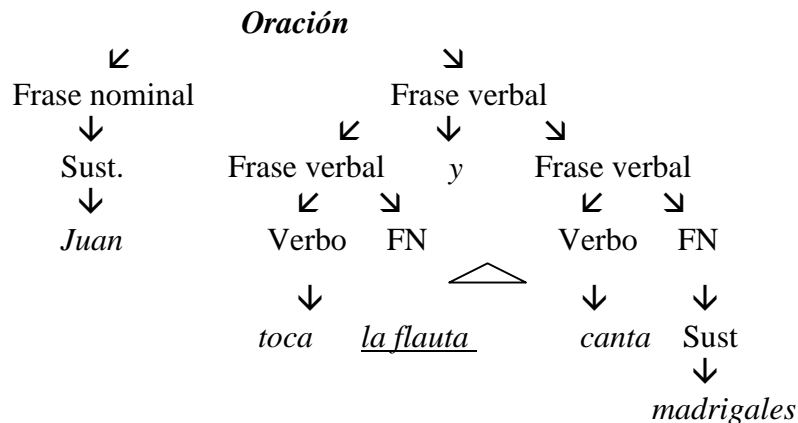 Oración
Frase nominal Frase verbal
Sust. Frase verbal y Frase verbal
Juan Verbo FN Verbo FN
toca la flauta canta Sust
madrigales